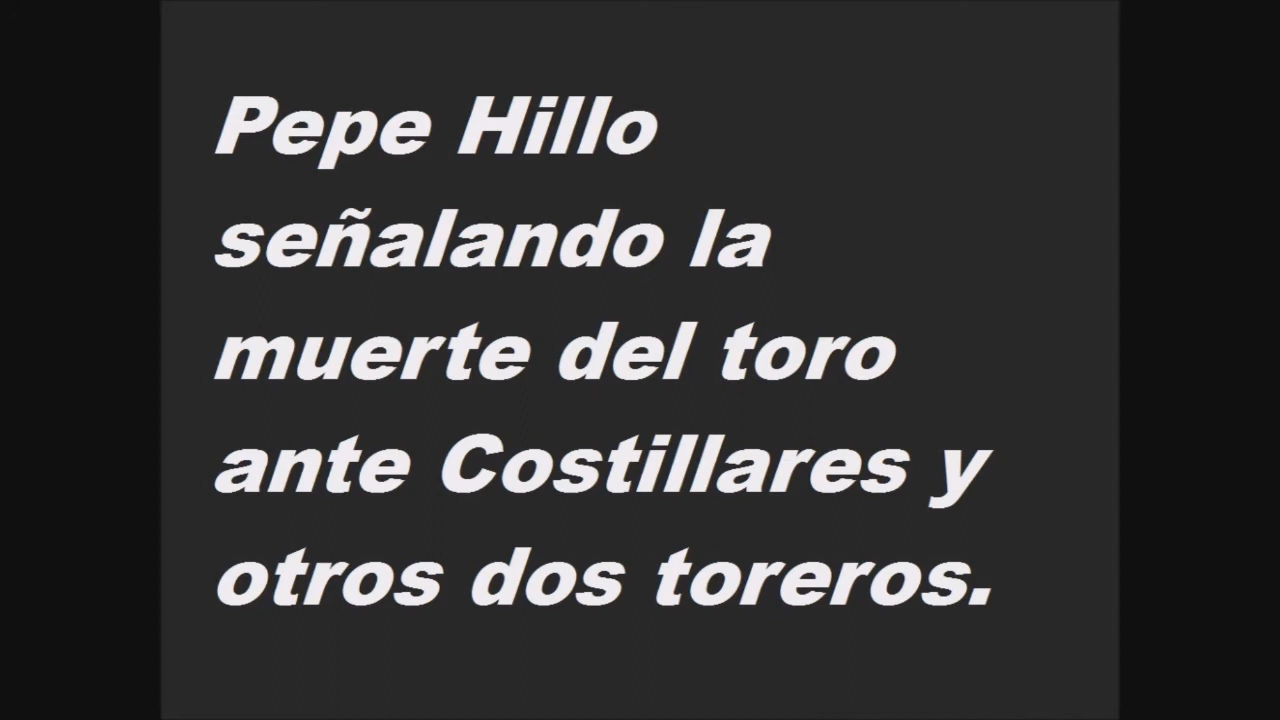 Pepe Hillo
señalando la
muerte del toro
ante Costillares y
otros dos toreros.